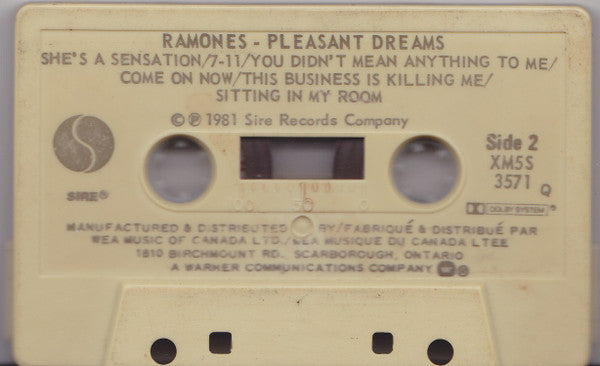 RAMONES - PLEASANT DREAMS
SHE'S A SENSATION/7-11/YOU DIDN'T MEAN ANYTHING TO ME/
COME ON NOW/THIS BUSINESS IS KILLING ME/
SITTING IN MY ROOM
©℗ 1981 Sire Records Company
SIRE®
Side 2
XM5S
3571 Q
DOLBY SYSTEM®
100 50 0
MANUFACTURED & DISTRIBUTED BY/FABRIQUÉ & DISTRIBUÉ PAR
WEA MUSIC OF CANADA LTD./WEA MUSIQUE DU CANADA LTEE
1810 BIRCHMOUNT RD., SCARBOROUGH, ONTARIO
A WARNER COMMUNICATIONS COMPANY